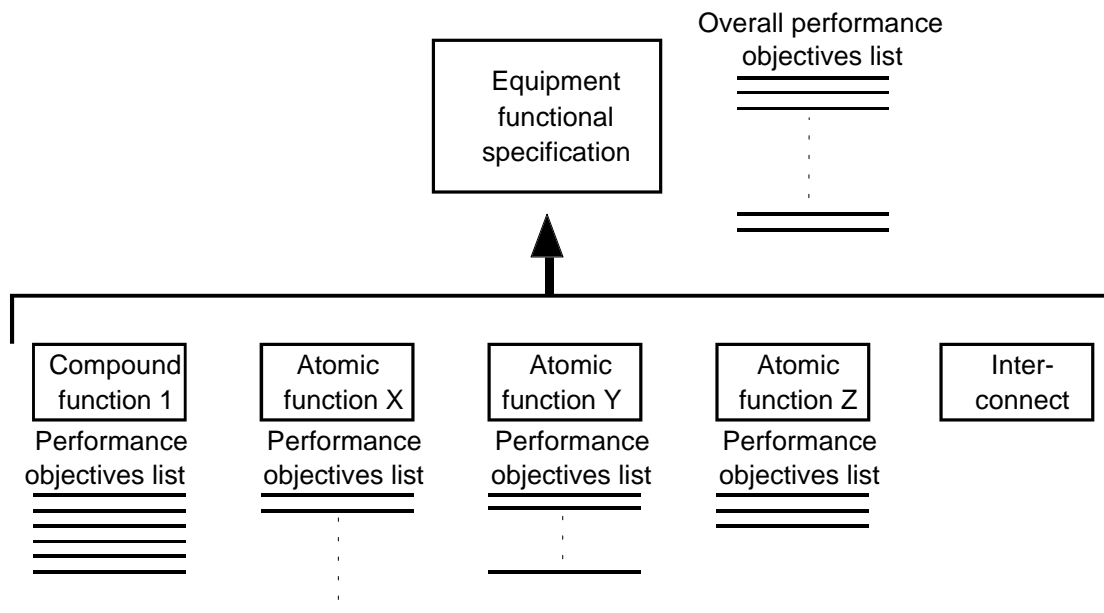 Overall performance
objectives list
Equipment
functional
specification
Compound
function 1
Performance
objectives list
Atomic
function X
Performance
objectives list
Atomic
function Y
Performance
objectives list
Atomic
function Z
Performance
objectives list
Inter-
connect